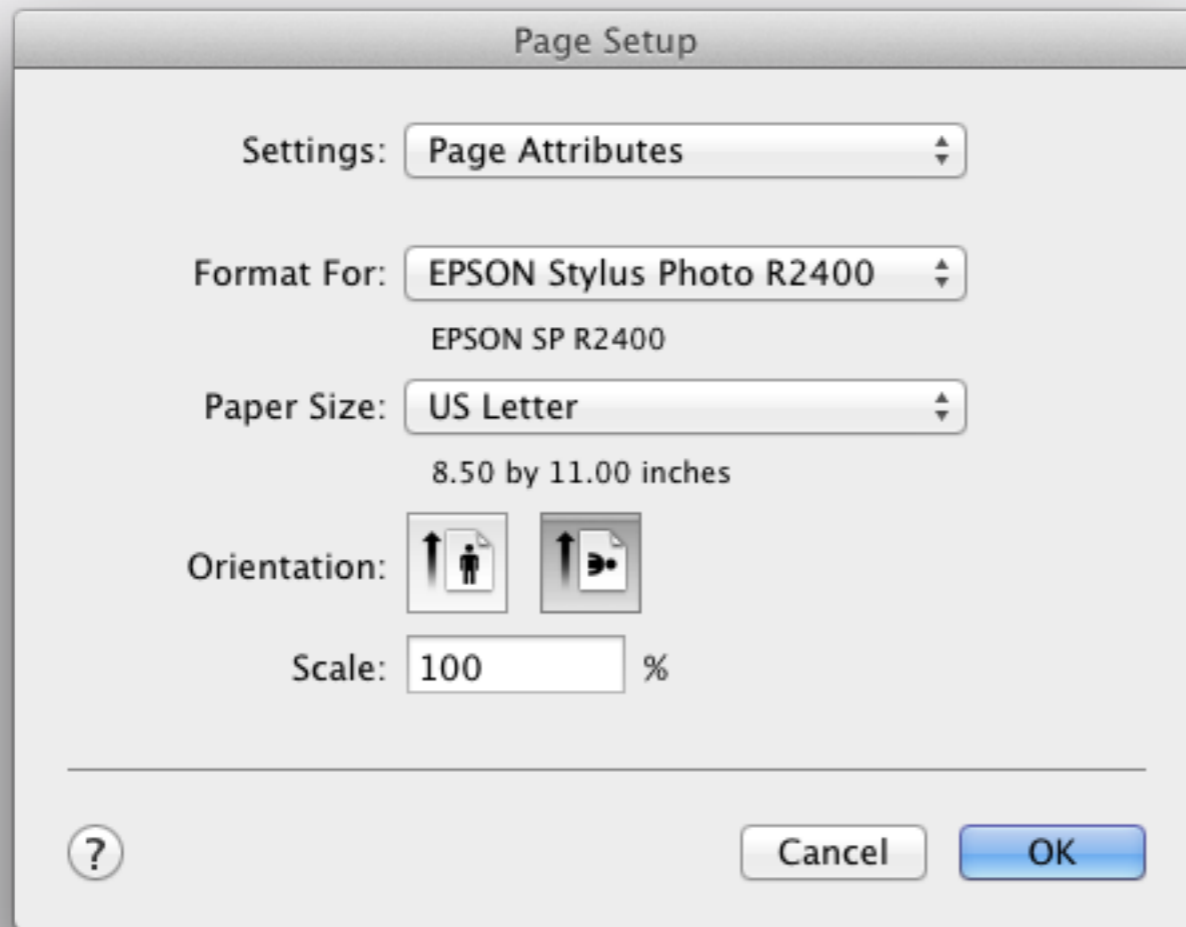 Page Setup
Settings: Page Attributes
Format For: EPSON Stylus Photo R2400
EPSON SP R2400
Paper Size: US Letter
8.50 by 11.00 inches
Orientation:
Scale: 100 %
? Cancel OK